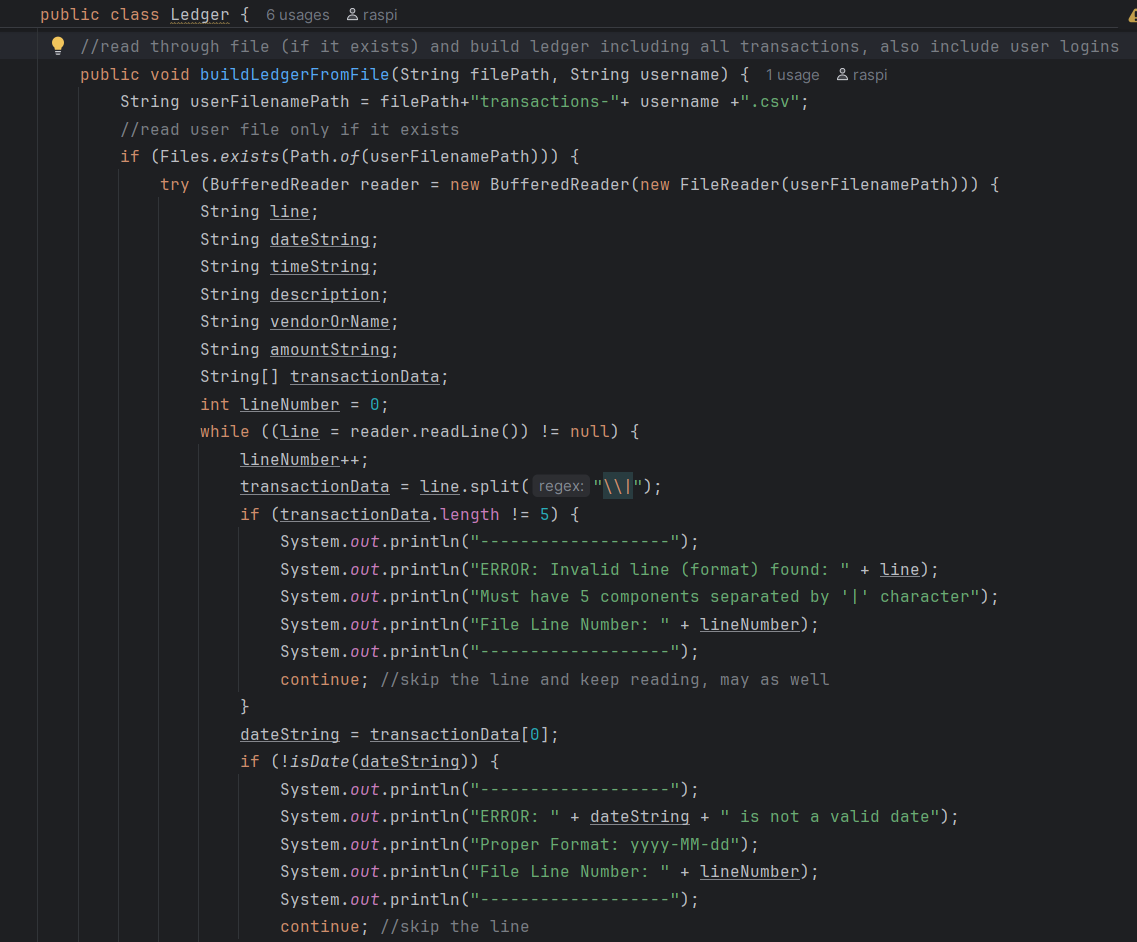 public class Ledger {  6 usages  raspi
//read through file (if it exists) and build ledger including all transactions, also include user logins
public void buildLedgerFromFile(String filePath, String username) {  1 usage  raspi
String userFilenamePath = filePath+"transactions-"+ username +".csv";
//read user file only if it exists
if (Files.exists(Path.of(userFilenamePath))) {
try (BufferedReader reader = new BufferedReader(new FileReader(userFilenamePath))) {
String line;
String dateString;
String timeString;
String description;
String vendorOrName;
String amountString;
String[] transactionData;
int lineNumber = 0;
while ((line = reader.readLine()) != null) {
lineNumber++;
transactionData = line.split( regex: "\\|");
if (transactionData.length != 5) {
System.out.println("-------------------");
System.out.println("ERROR: Invalid line (format) found: " + line);
System.out.println("Must have 5 components separated by '|' character");
System.out.println("File Line Number: " + lineNumber);
System.out.println("-------------------");
continue; //skip the line and keep reading, may as well
}
dateString = transactionData[0];
if (!isDate(dateString)) {
System.out.println("-------------------");
System.out.println("ERROR: " + dateString + " is not a valid date");
System.out.println("Proper Format: yyyy-MM-dd");
System.out.println("File Line Number: " + lineNumber);
System.out.println("-------------------");
continue; //skip the line